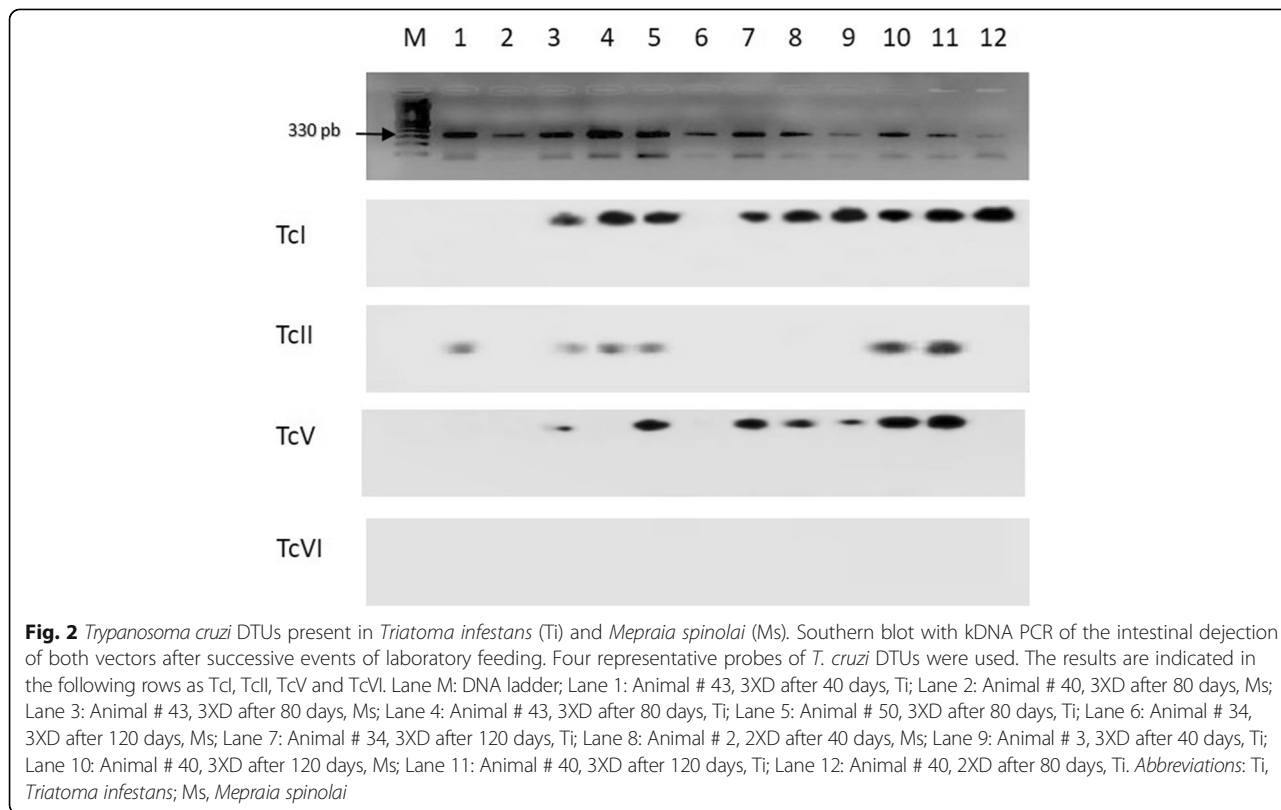 M 1 2 3 4 5 6 7 8 9 10 11 12
330 pb
TcI
TcII
TcV
TcVI
Fig. 2 Trypanosoma cruzi DTUs present in Triatoma infestans (Ti) and Mepraia spinolai (Ms). Southern blot with kDNA PCR of the intestinal dejection
of both vectors after successive events of laboratory feeding. Four representative probes of T. cruzi DTUs were used. The results are indicated in
the following rows as TcI, TcII, TcV and TcVI. Lane M: DNA ladder; Lane 1: Animal # 43, 3XD after 40 days, Ti; Lane 2: Animal # 40, 3XD after 80 days, Ms;
Lane 3: Animal # 43, 3XD after 80 days, Ms; Lane 4: Animal # 43, 3XD after 80 days, Ti; Lane 5: Animal # 50, 3XD after 80 days, Ti; Lane 6: Animal # 34,
3XD after 120 days, Ms; Lane 7: Animal # 34, 3XD after 120 days, Ti; Lane 8: Animal # 2, 2XD after 40 days, Ms; Lane 9: Animal # 3, 3XD after 40 days, Ti;
Lane 10: Animal # 40, 3XD after 120 days, Ms; Lane 11: Animal # 40, 3XD after 120 days, Ti; Lane 12: Animal # 40, 2XD after 80 days, Ti. Abbreviations: Ti,
Triatoma infestans; Ms, Mepraia spinolai